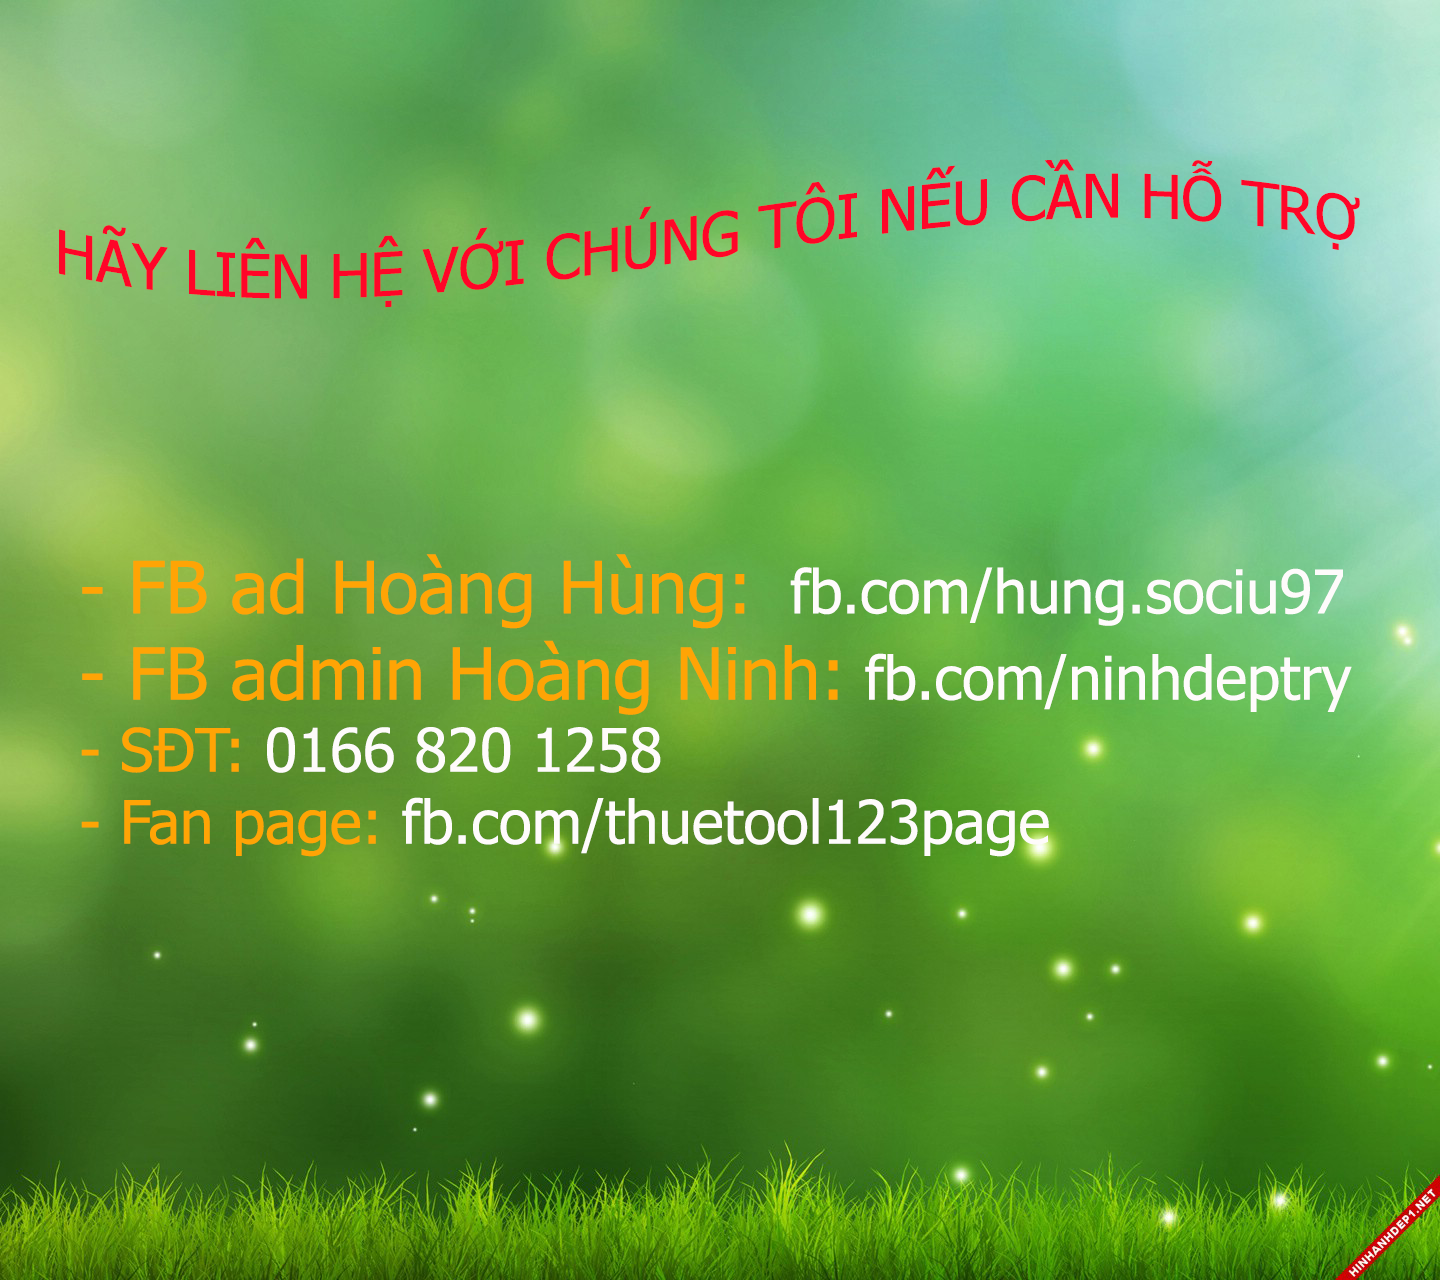 HÃY LIÊN HỆ VỚI CHÚNG TÔI NẾU CẦN HỖ TRỢ
- FB ad Hoàng Hùng: fb.com/hung.sociu97
- FB admin Hoàng Ninh: fb.com/ninhdeptry
- SĐT: 0166 820 1258
- Fan page: fb.com/thuetool123page
HINHANHDEP1.NET